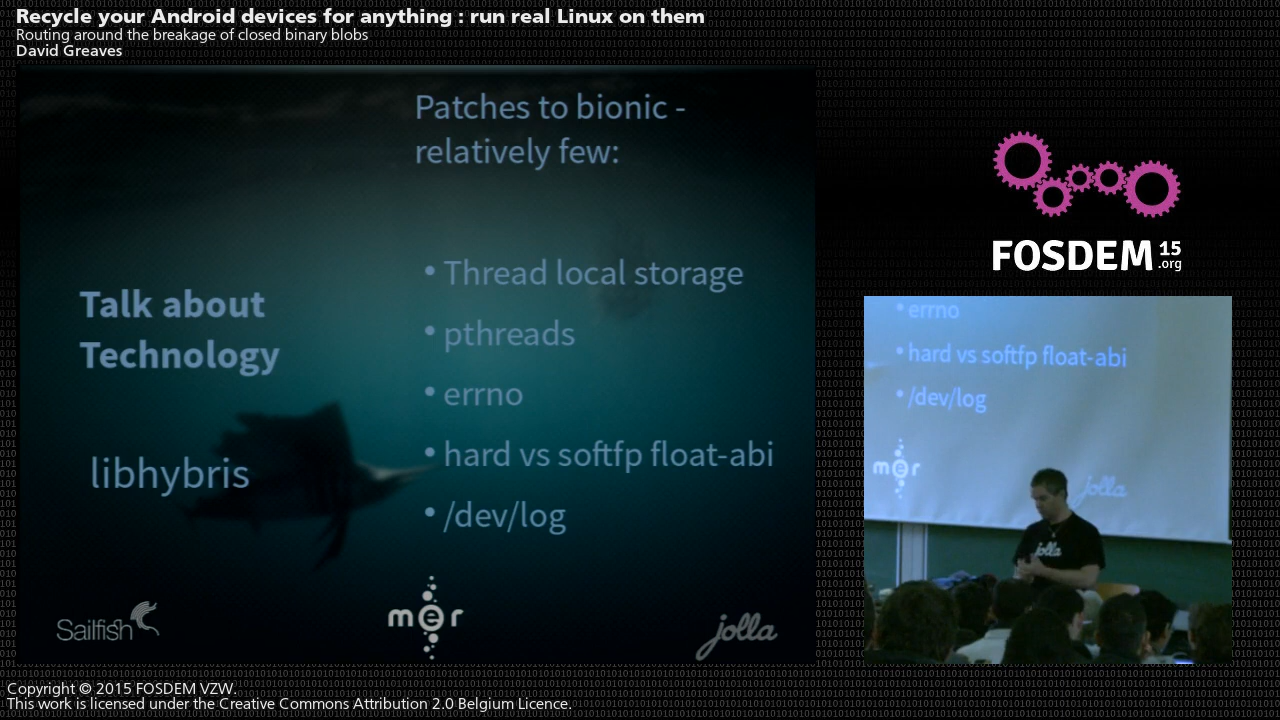 Recycle your Android devices for anything : run real Linux on them
Routing around the breakage of closed binary blobs
David Greaves
Patches to bionic -
relatively few:
Talk about
Technology
libhybris
• Thread local storage
• pthreads
• errno
• hard vs softfp float-abi
• /dev/log
Sailfish
mer
jolla
FOSDEM 15
.org
• errno
• hard vs softfp float-abi
• /dev/log
mer
jolla
jolla
Copyright © 2015 FOSDEM VZW.
This work is licensed under the Creative Commons Attribution 2.0 Belgium Licence.